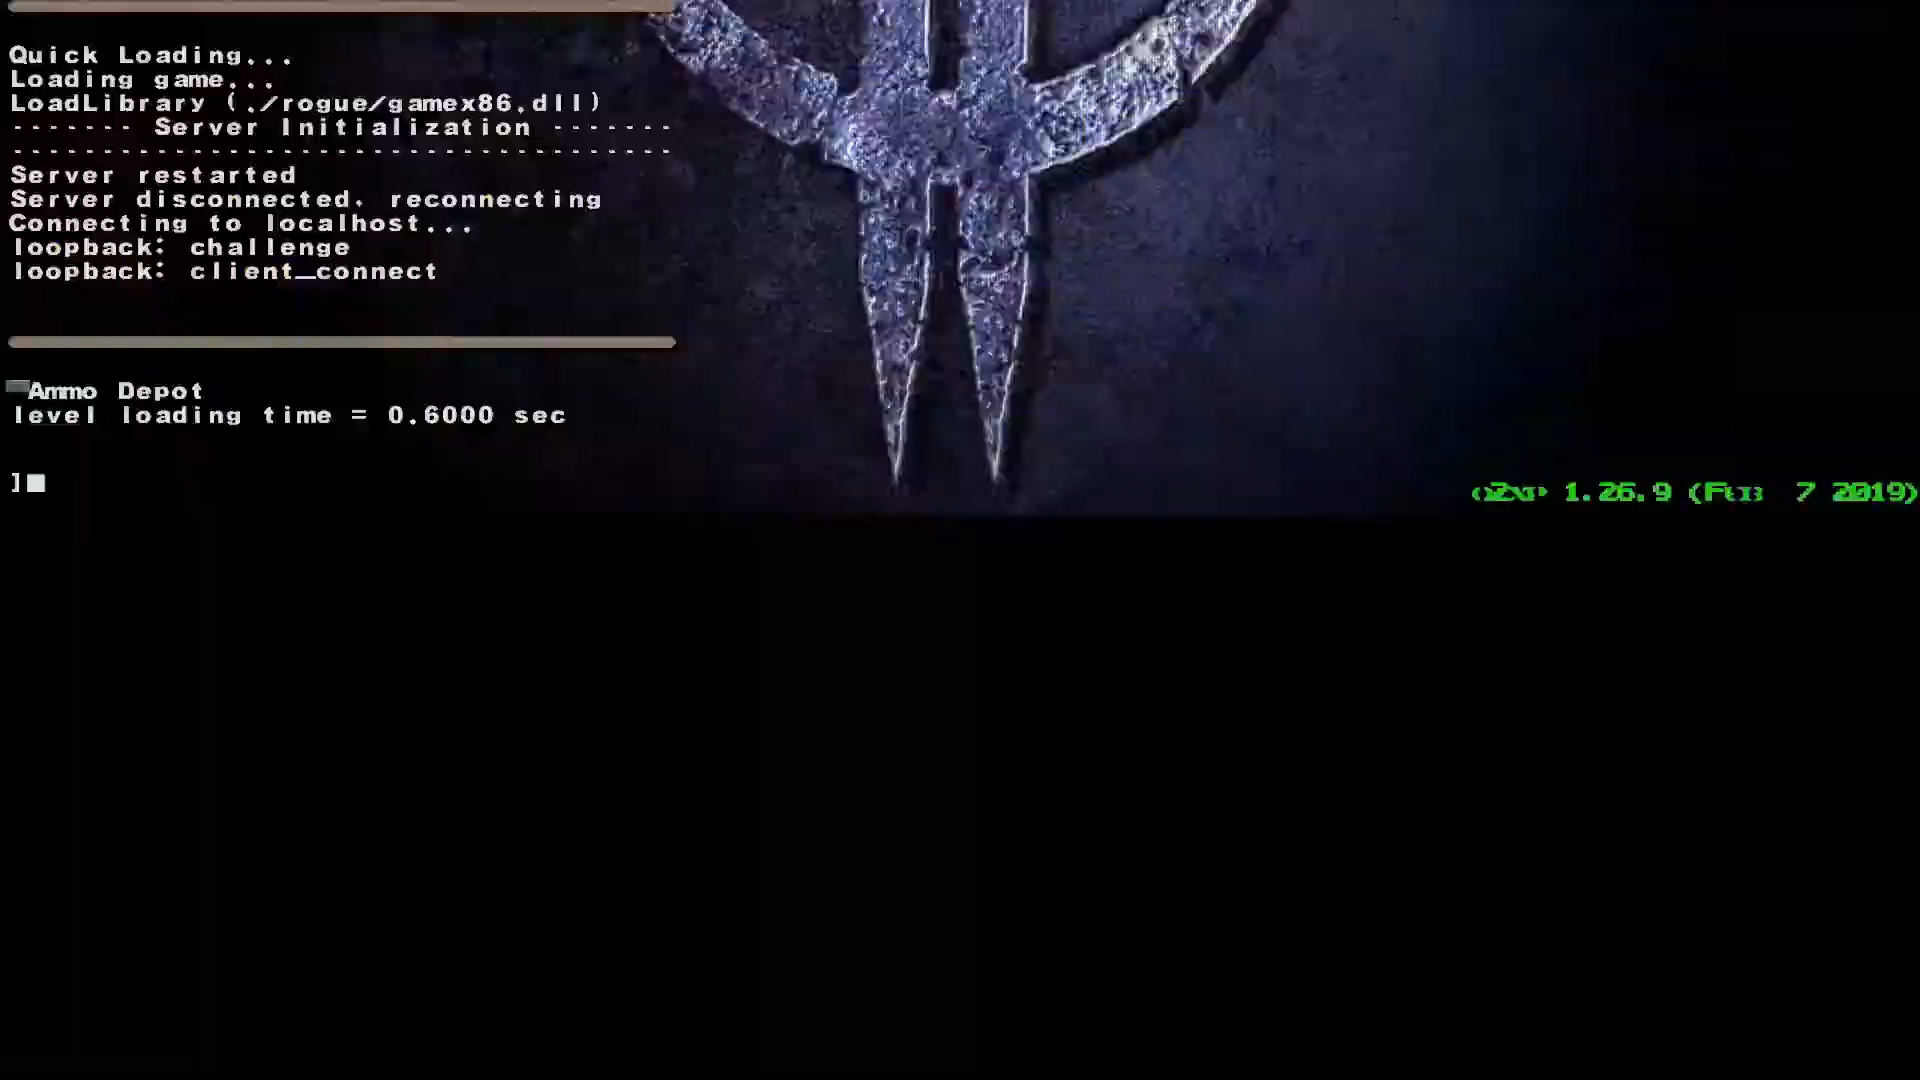 Quick Loading...
Loading game...
LoadLibrary (./rogue/gamex86.dll)
------- Server Initialization -------
-------------------------------------
Server restarted
Server disconnected, reconnecting
Connecting to localhost...
loopback: challenge
loopback: client_connect
Ammo Depot
level loading time = 0.6000 sec
]
1.26.9 (Feb 7 2019)